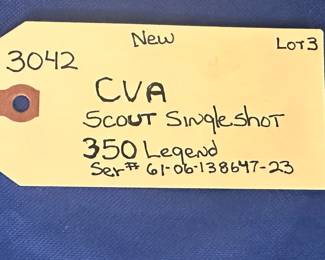 New
Lot3
3042
CVA
Scout Singleshot
350 Legend
Ser# 61-06-138647-23